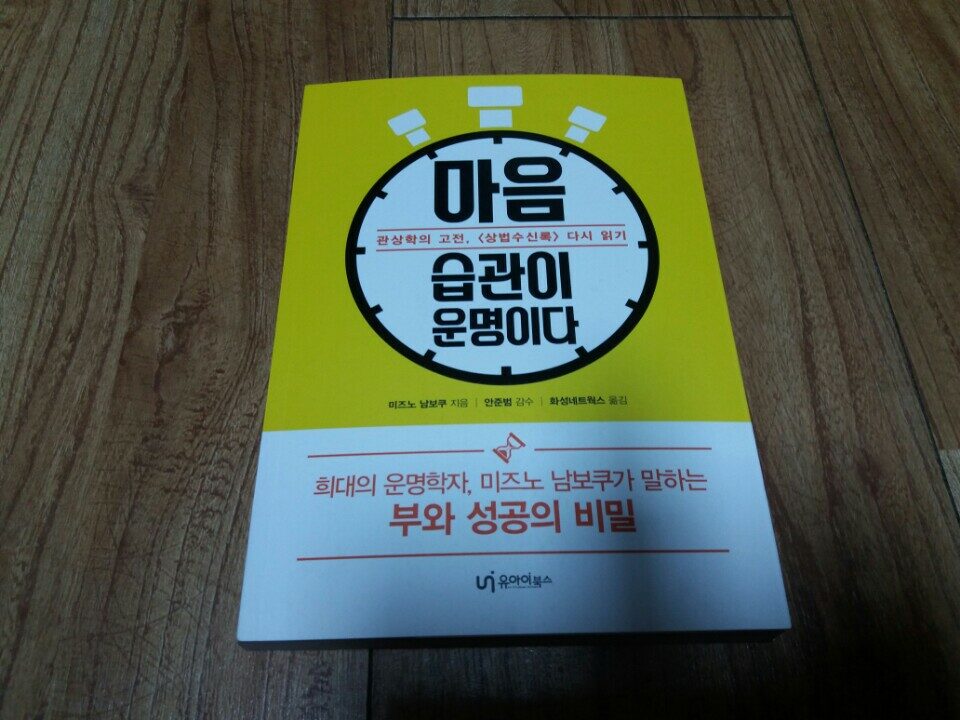 마음
관상학의 고전, 〈상법수신록〉 다시 읽기
습관이
운명이다
미즈노 남보쿠 지음 | 안준범 감수 | 화성네트웍스 옮김
희대의 운명학자, 미즈노 남보쿠가 말하는
부와 성공의 비밀
유아이북스